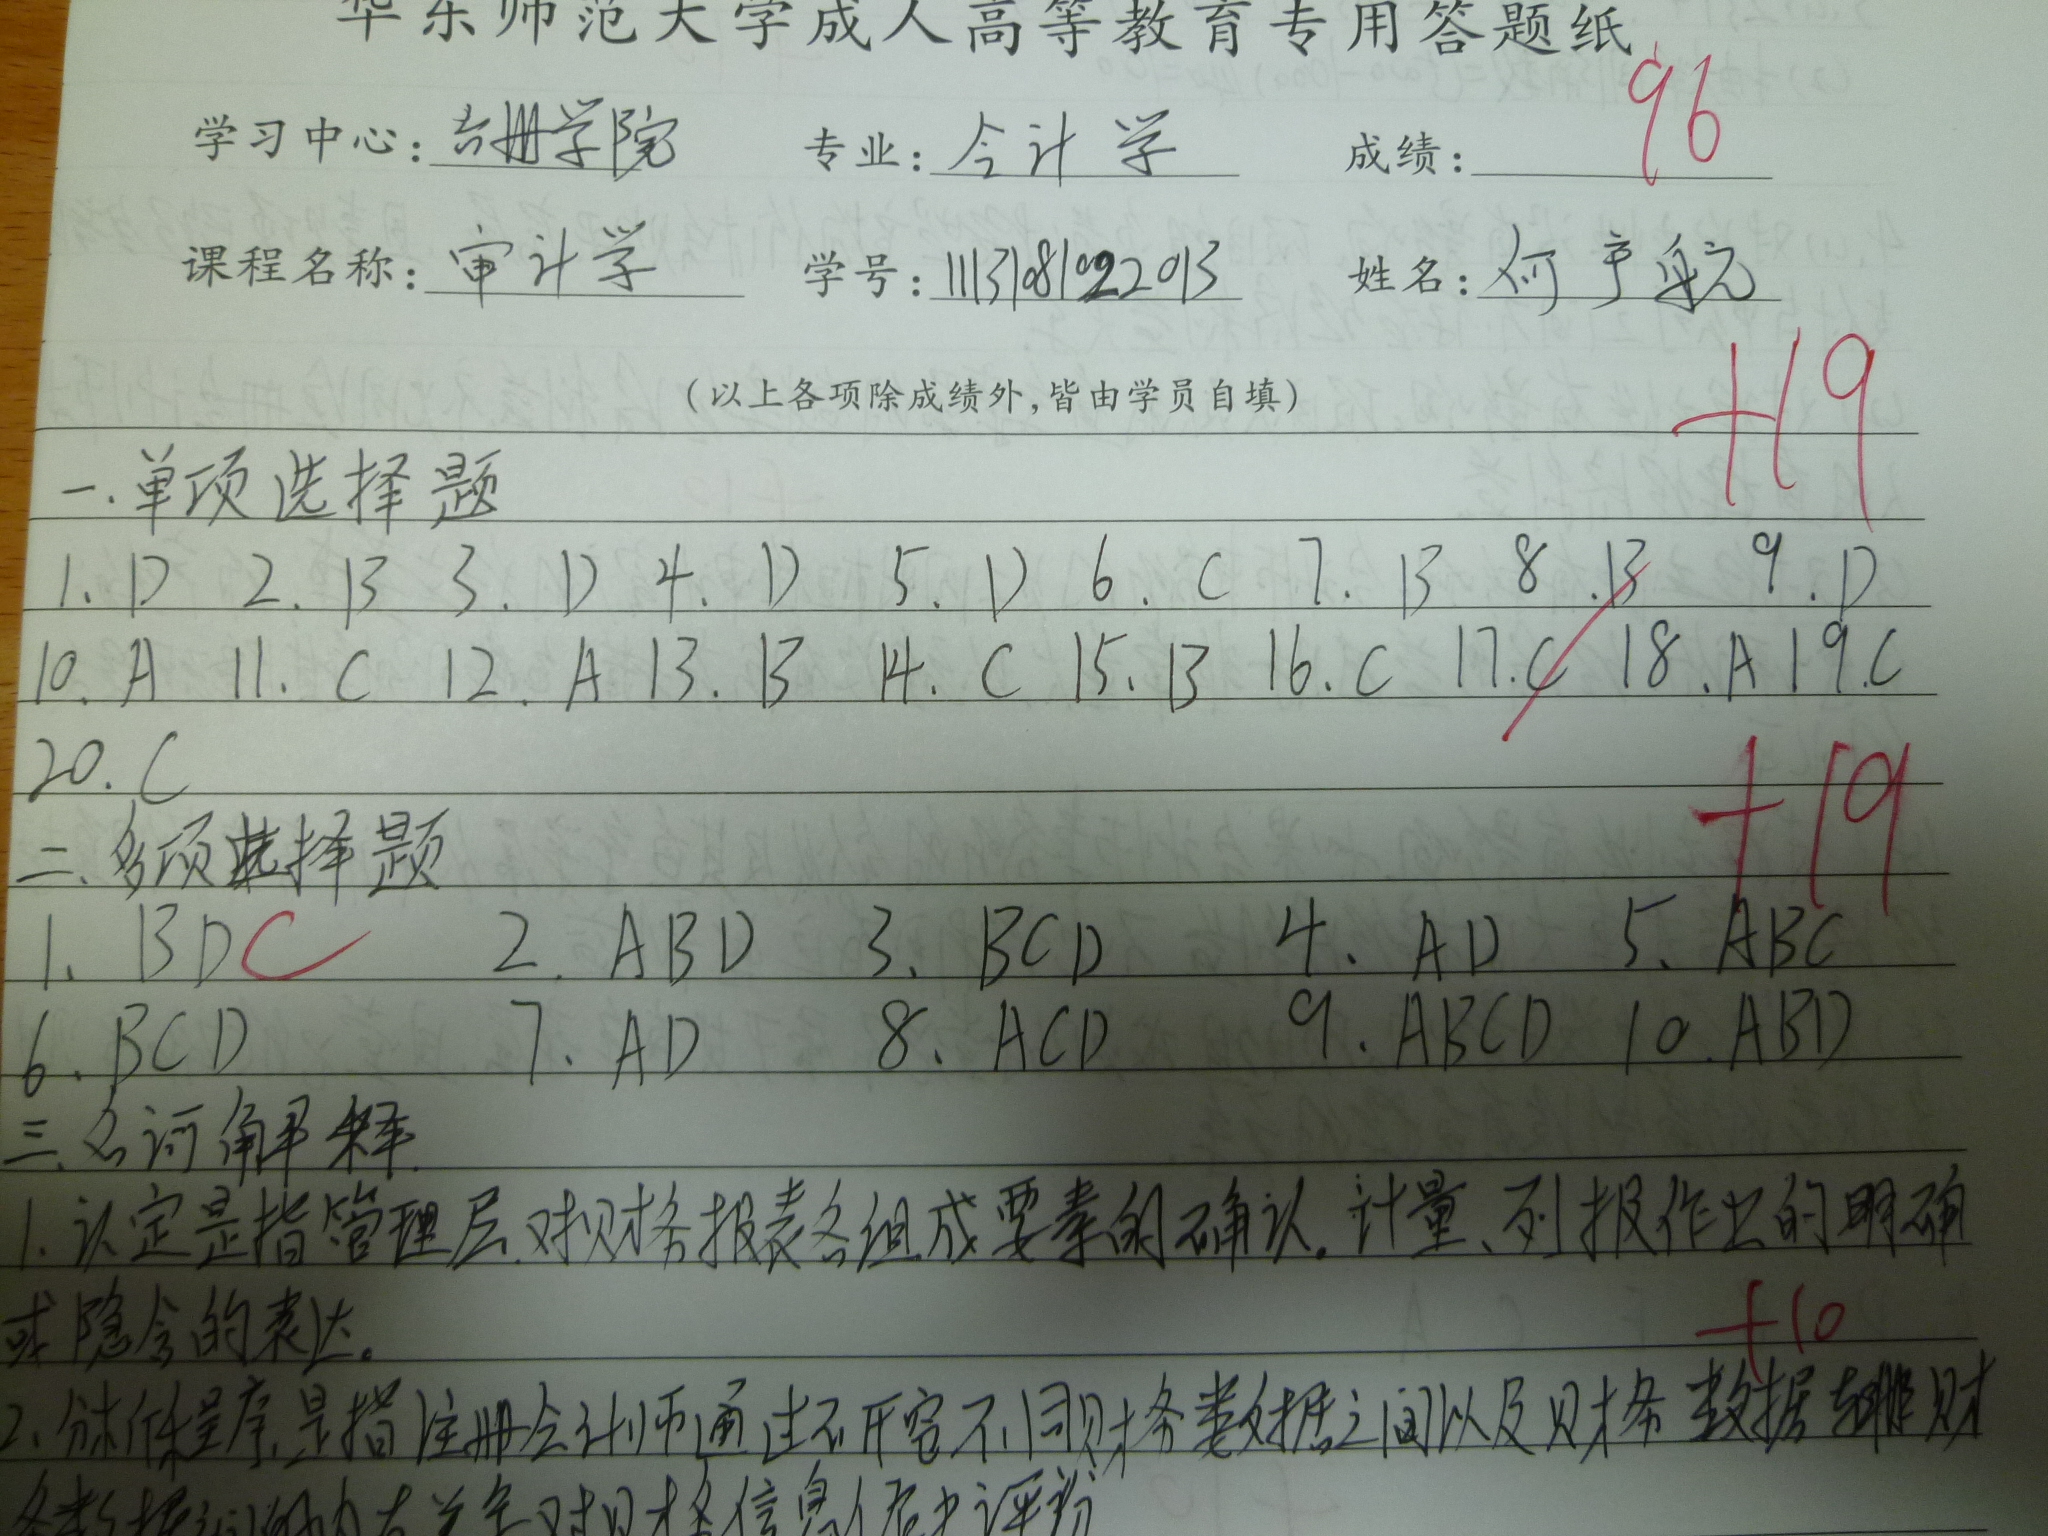 华东师范大学成人高等教育专用答题纸
96
学习中心: 学院 专业: 会计学 成绩:
课程名称: 审计学 学号: 姓名: 何
(以上各项除成绩外,皆由学员自填)
+19
一.单项选择题
1.D 2.B 3.D 4.D 5.D 6.C 7.B 8.B 9.D
10.A 11.C 12.A 13.B 14.C 15.B 16.C 17.C 18.A 19.C
20.C
+19
二.多项选择题
1. BDC 2. ABD 3. BCD 4. AD 5. ABC
6. BCD 7. AD 8. ACD 9. ABCD 10. ABD
三.名词解释.
1.认定是指管理层对财务报表各组成要素的确认.计量、列报作出的明确
或隐含的表达。
+10
2.分析程序,是指注册会计师通过研究不同财务数据之间以及财务数据与非财
务数据之间的内在关系对财务信息作出评价